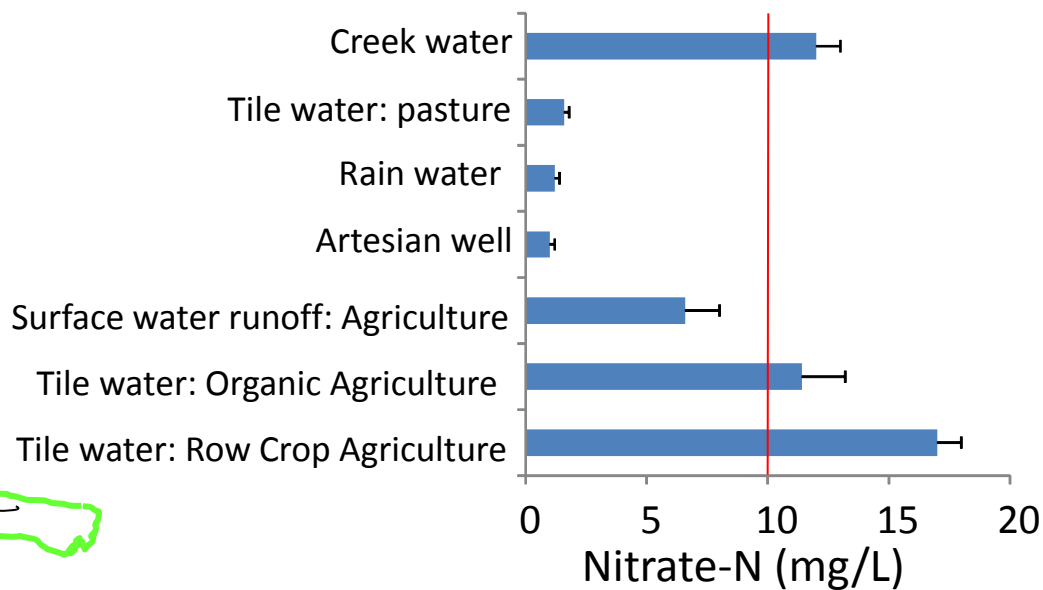 Creek water
Tile water: pasture
Rain water
Artesian well
Surface water runoff: Agriculture
Tile water: Organic Agriculture
Tile water: Row Crop Agriculture
0 5 10 15 20
Nitrate-N (mg/L)